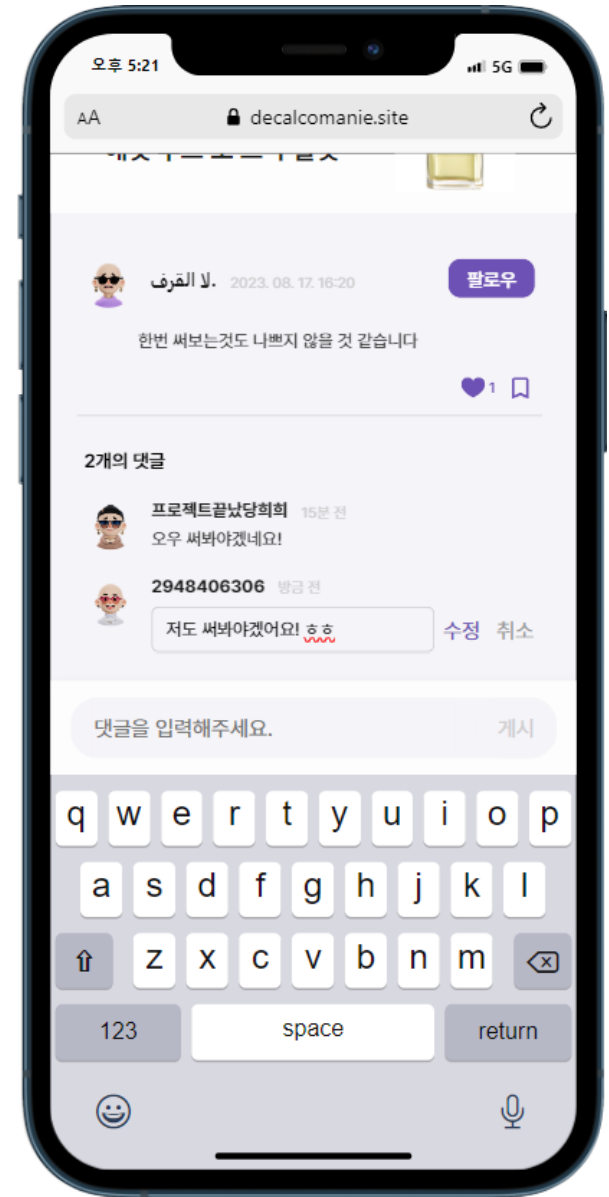 오후 5:21
5G
AA decalcomanie.site
لا القرف. 2023. 08. 17. 16:20 팔로우
한번 써보는것도 나쁘지 않을 것 같습니다
1
2개의 댓글
프로젝트끝났당희희 15분 전
오우 써봐야겠네요!
2948406306 방금 전
저도 써봐야겠어요! ㅎㅎ 수정 취소
댓글을 입력해주세요. 게시
q w e r t y u i o p
a s d f g h j k l
z x c v b n m
123 space return